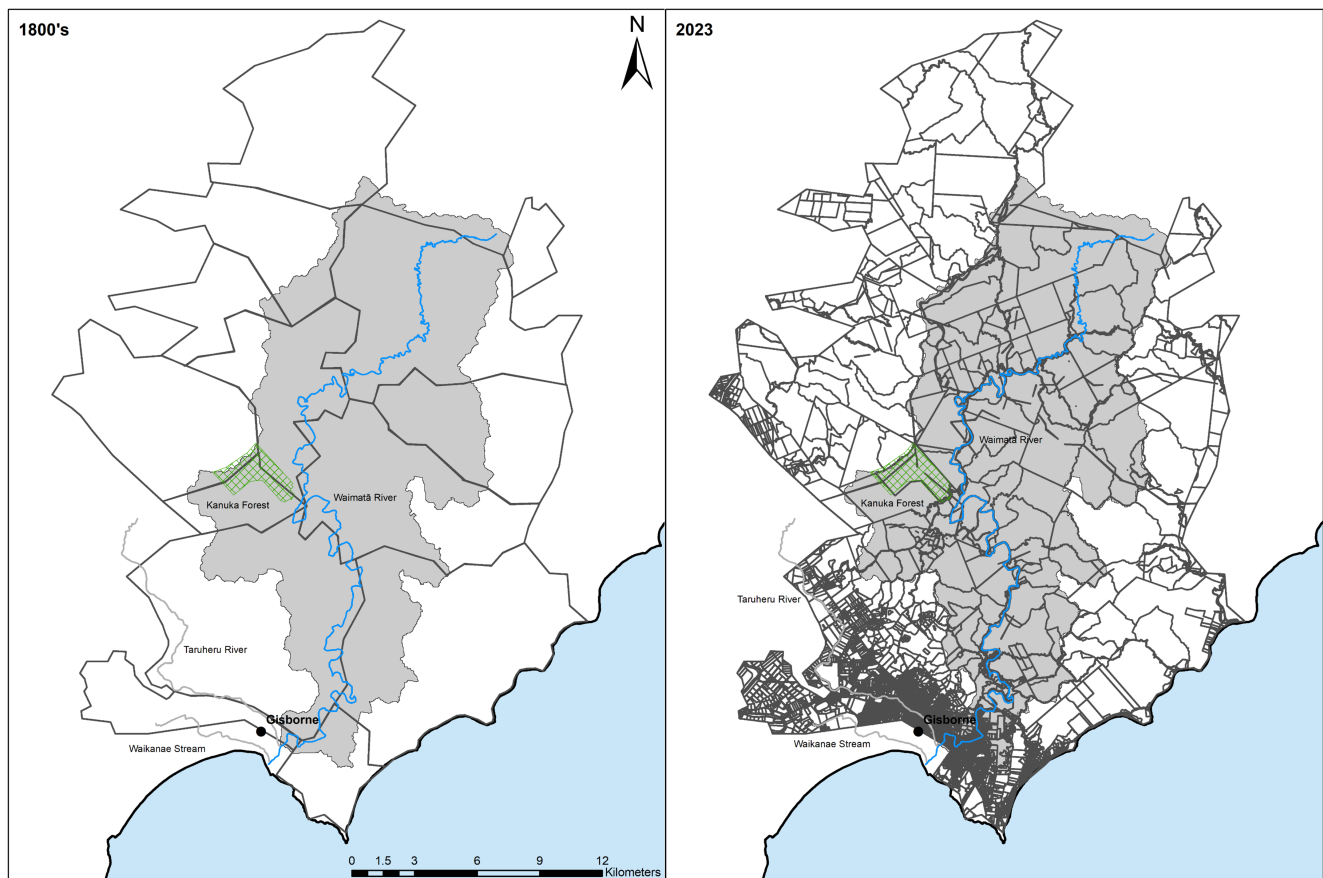 1800's
N
Kanuka Forest
Waimatā River
Taruheru River
Gisborne
Waikanae Stream
0 1.5 3 6 9 12
Kilometers
2023
Waimatā River
Kanuka Forest
Taruheru River
Gisborne
Waikanae Stream